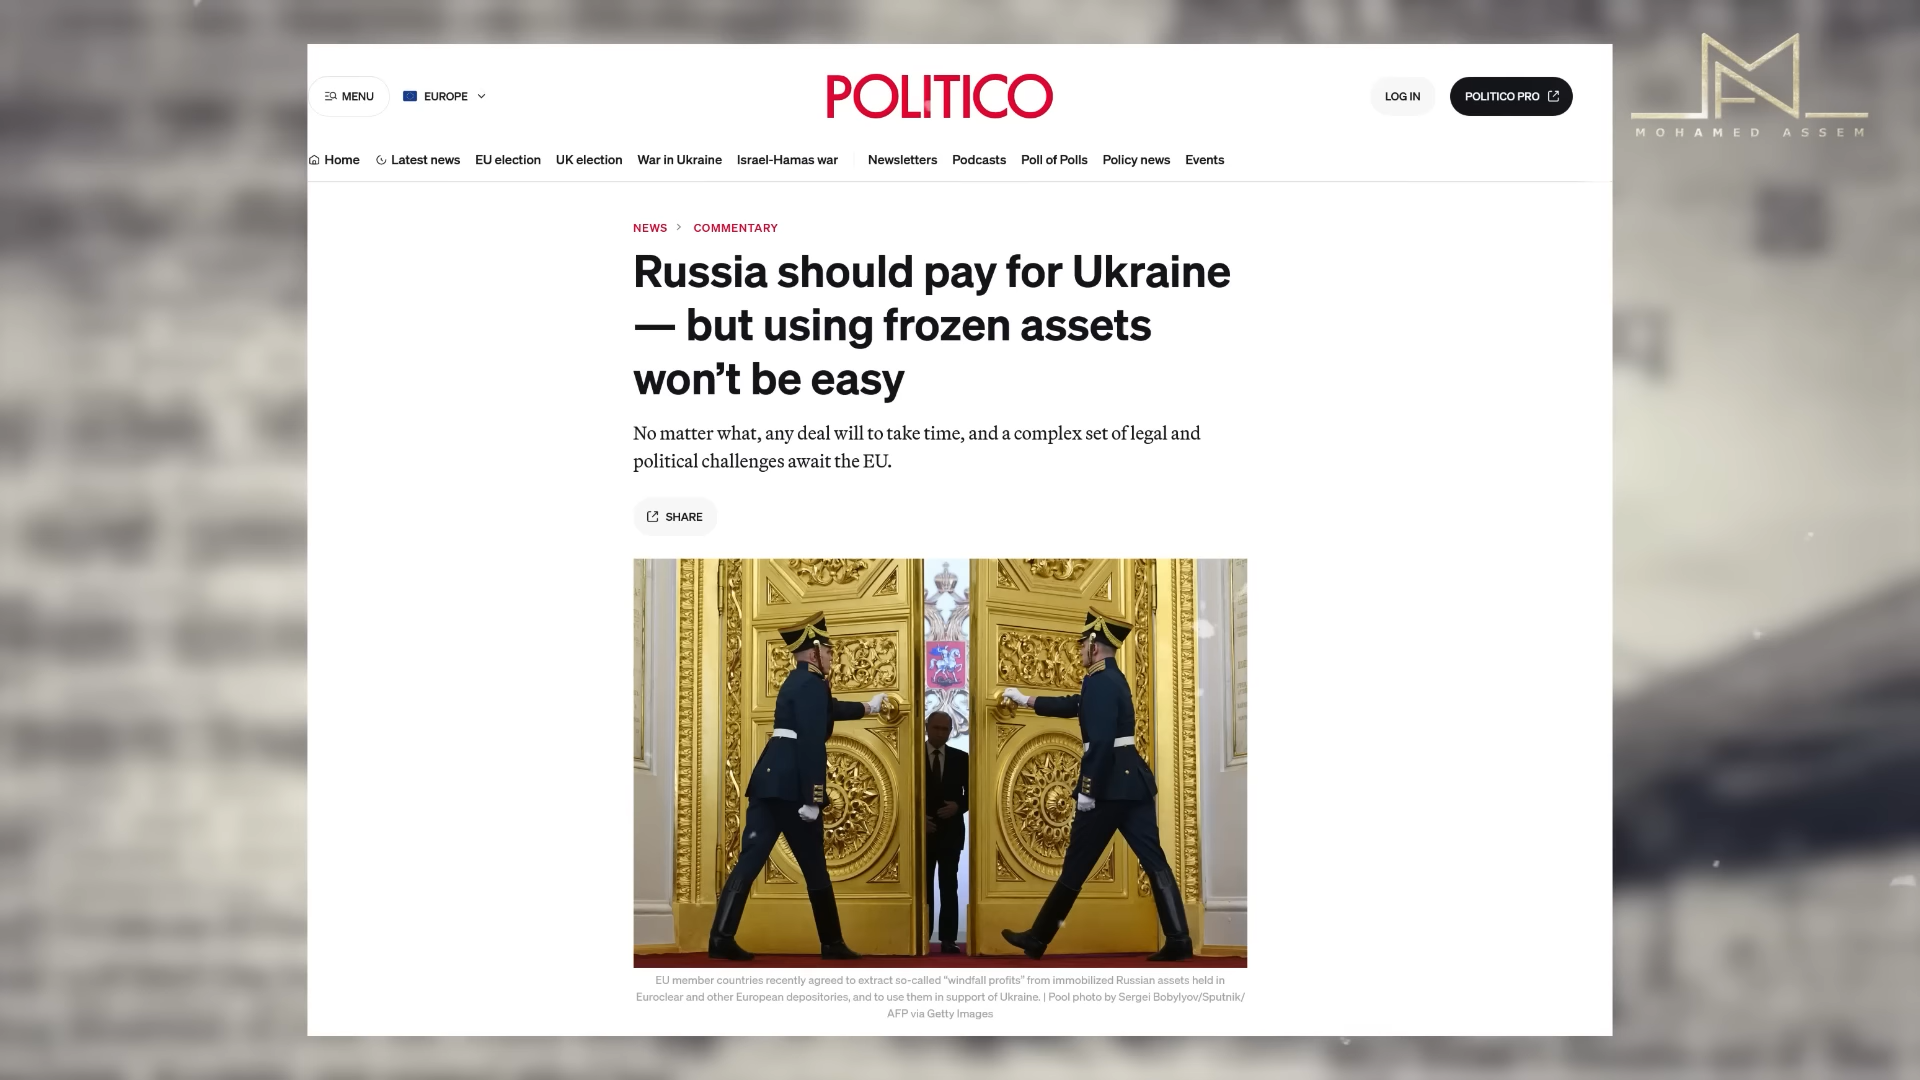 MENU
EUROPE
POLITICO
LOG IN
POLITICO PRO
MOHAMED ASSEM
Home
Latest news
EU election
UK election
War in Ukraine
Israel-Hamas war
Newsletters
Podcasts
Poll of Polls
Policy news
Events
NEWS
COMMENTARY
Russia should pay for Ukraine
— but using frozen assets
won’t be easy
No matter what, any deal will to take time, and a complex set of legal and
political challenges await the EU.
SHARE
EU member countries recently agreed to extract so-called “windfall profits” from immobilized Russian assets held in
Euroclear and other European depositories, and to use them in support of Ukraine. | Pool photo by Sergei Bobylyov/Sputnik/
AFP via Getty Images